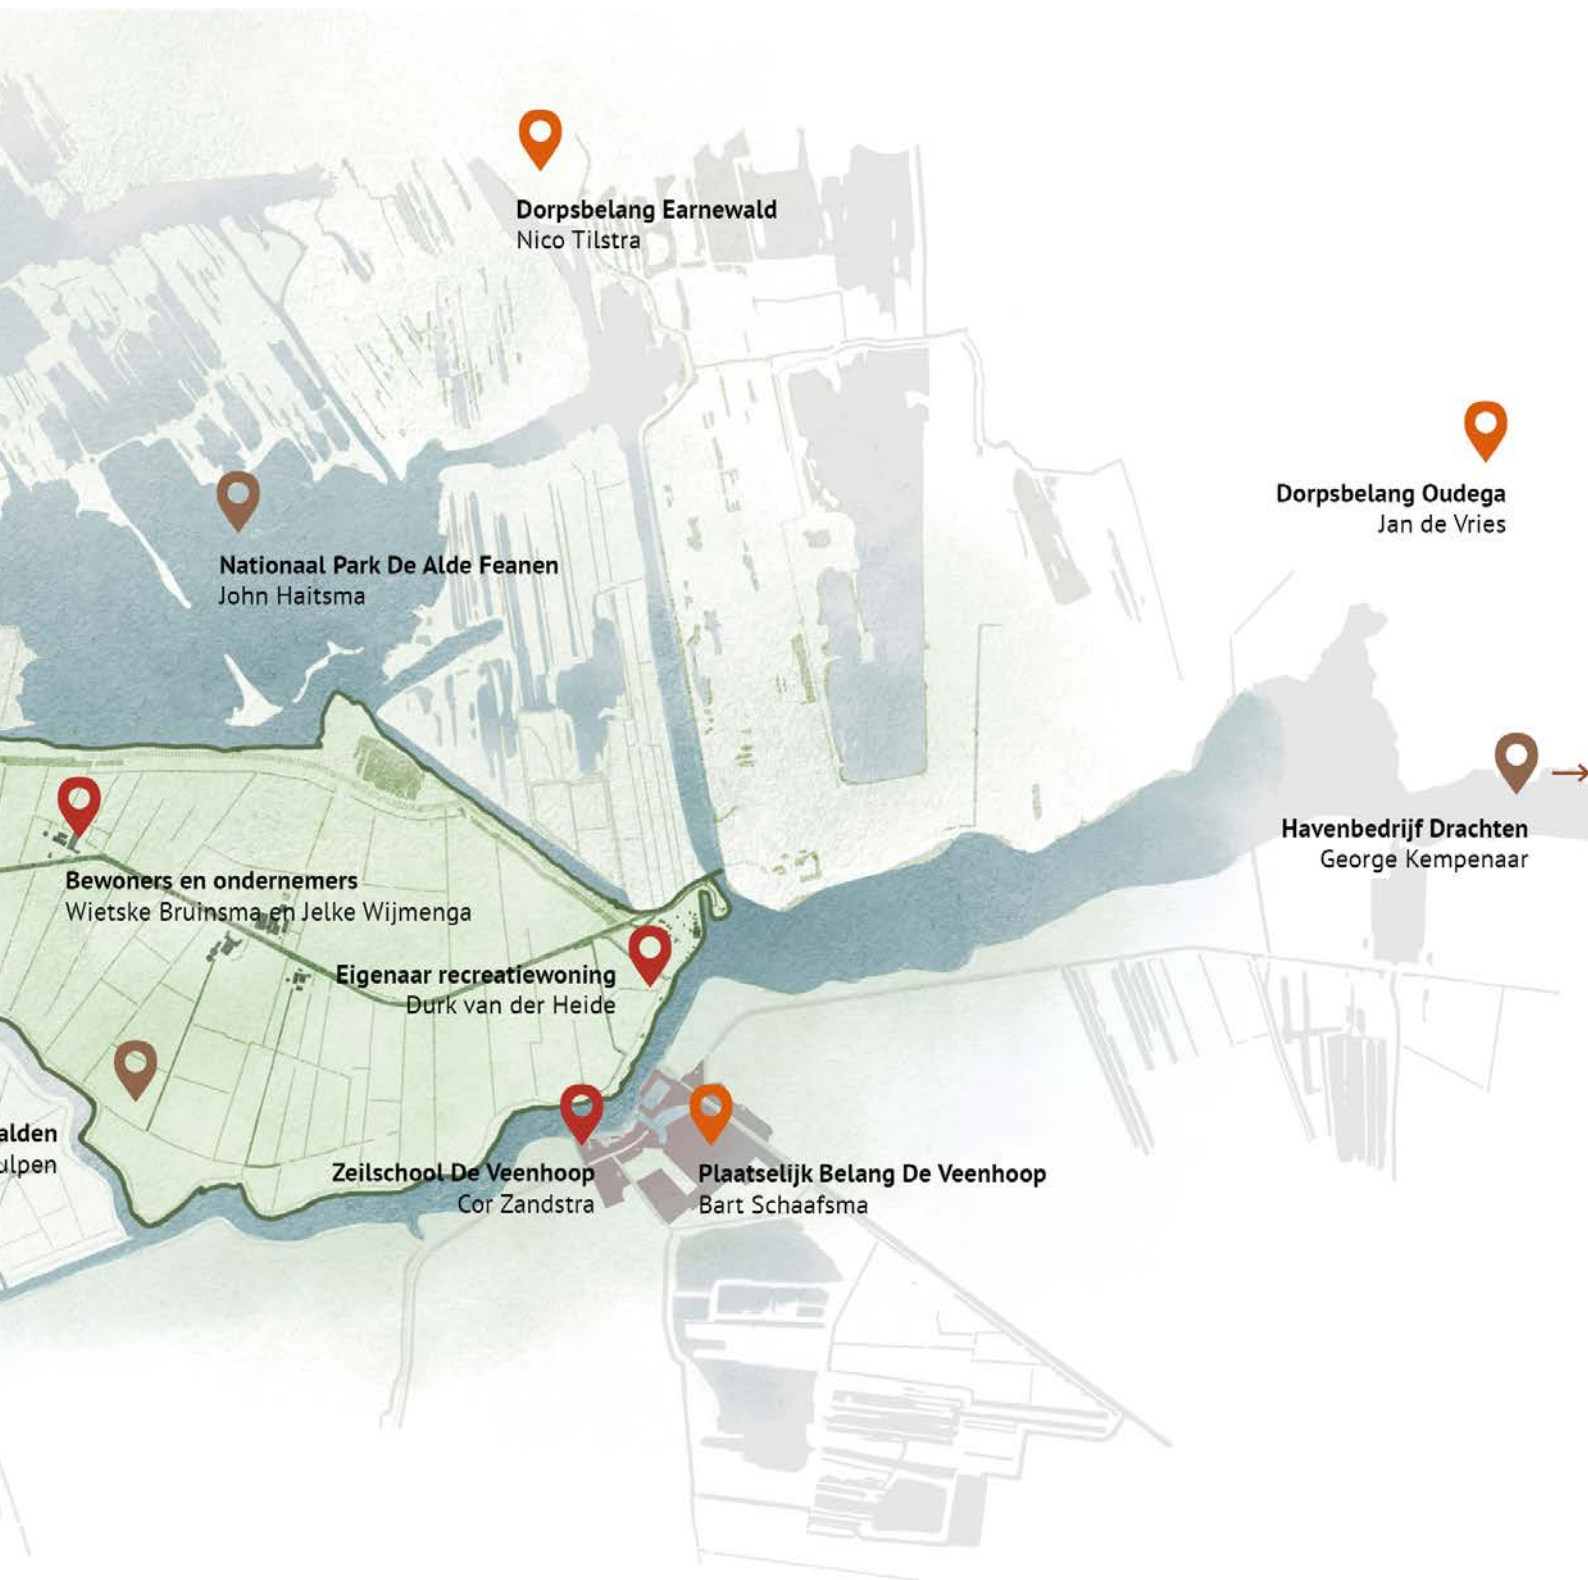 Dorpsbelang Earnewald
Nico Tilstra
Dorpsbelang Oudega
Jan de Vries
Nationaal Park De Alde Feanen
John Haitsma
Havenbedrijf Drachten
George Kempenaar
Bewoners en ondernemers
Wietske Bruinsma en Jelke Wijmenga
Eigenaar recreatiewoning
Durk van der Heide
alden
ulpen
Zeilschool De Veenhoop
Cor Zandstra
Plaatselijk Belang De Veenhoop
Bart Schaafsma